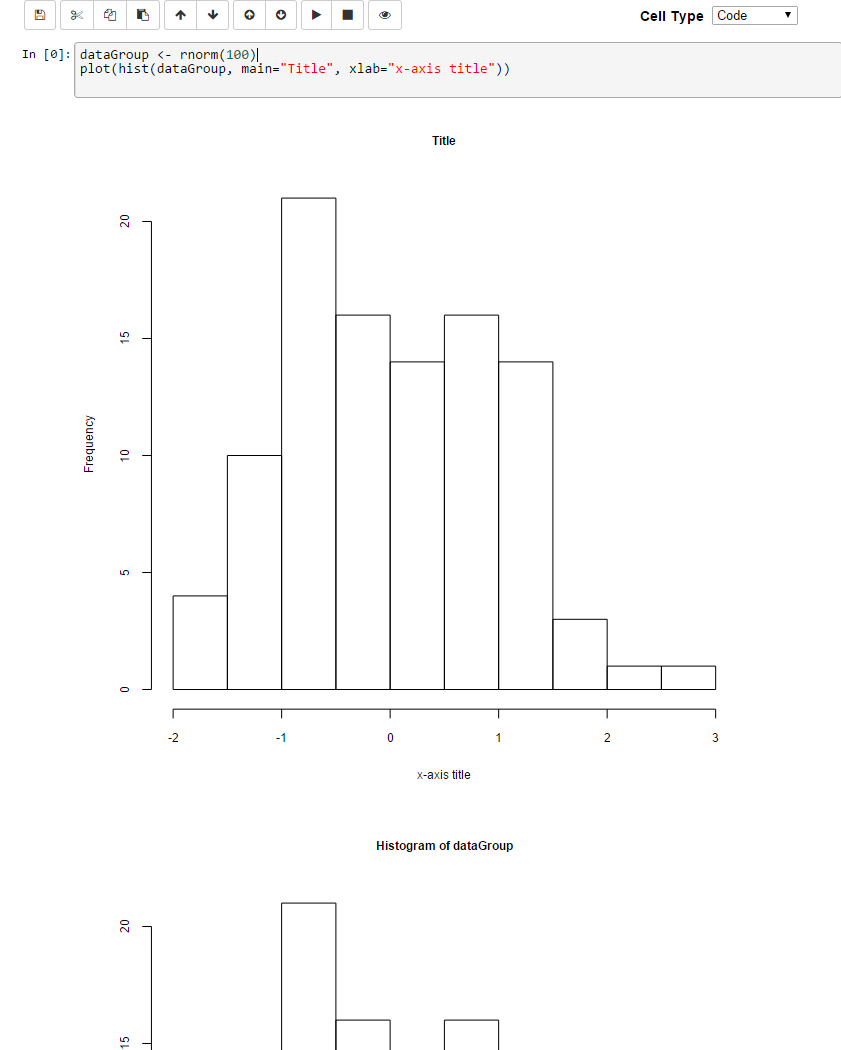 Cell Type Code
In [0]: dataGroup <- rnorm(100)
plot(hist(dataGroup, main="Title", xlab="x-axis title"))
Title
20
15
10
5
0
Frequency
-2 -1 0 1 2 3
x-axis title
Histogram of dataGroup
20
15